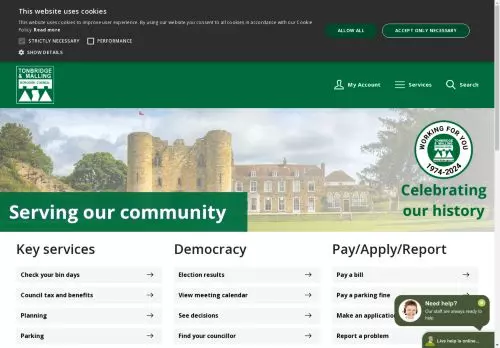 This website uses cookies
This website uses cookies to improve user experience. By using our website you consent to all cookies in accordance with our Cookie
Policy. Read more
STRICTLY NECESSARY
PERFORMANCE
SHOW DETAILS
ALLOW ALL
ACCEPT ONLY NECESSARY
TONBRIDGE
& MALLING
BOROUGH COUNCIL
My Account
Services
Search
WORKING FOR YOU
1974-2024
Celebrating
our history
Serving our community
Key services
Check your bin days
Council tax and benefits
Planning
Parking
Democracy
Election results
View meeting calendar
See decisions
Find your councillor
Pay/Apply/Report
Pay a bill
Pay a parking fine
Make an application
Report a problem
Need help?
Our staff are always ready to
help.
Live help is online...